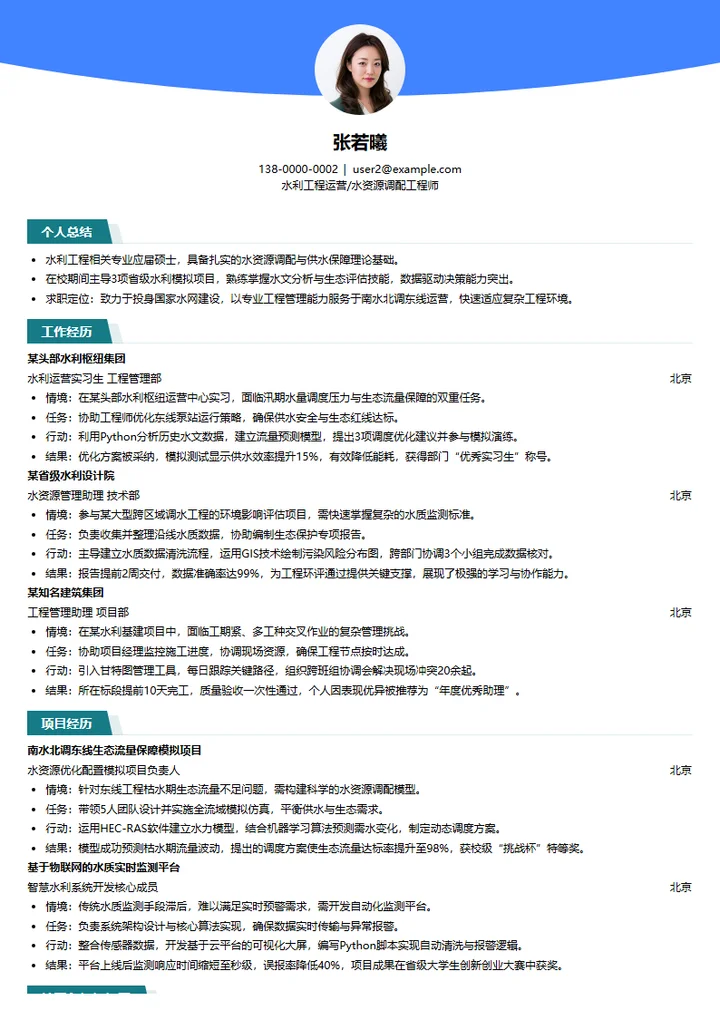 张若曦
138-0000-0002 | user2@example.com
水利工程运营/水资源调配工程师
个人总结
• 水利工程相关专业应届硕士，具备扎实的水资源调配与供水保障理论基础。
• 在校期间主导3项省级水利模拟项目，熟练掌握水文分析与生态评估技能，数据驱动决策能力突出。
• 求职定位：致力于投身国家水网建设，以专业工程管理能力服务于南水北调东线运营，快速适应复杂工程环境。
工作经历
某头部水利枢纽集团
水利运营实习生 工程管理部 北京
• 情境：在某头部水利枢纽运营中心实习，面临汛期水量调度压力与生态流量保障的双重任务。
• 任务：协助工程师优化东线泵站运行策略，确保供水安全与生态红线达标。
• 行动：利用Python分析历史水文数据，建立流量预测模型，提出3项调度优化建议并参与模拟演练。
• 结果：优化方案被采纳，模拟测试显示供水效率提升15%，有效降低能耗，获得部门“优秀实习生”称号。
某省级水利设计院
水资源管理助理 技术部 北京
• 情境：参与某大型跨区域调水工程的环境影响评估项目，需快速掌握复杂的水质监测标准。
• 任务：负责收集并整理沿线水质数据，协助编制生态保护专项报告。
• 行动：主导建立水质数据清洗流程，运用GIS技术绘制污染风险分布图，跨部门协调3个小组完成数据核对。
• 结果：报告提前2周交付，数据准确率达99%，为工程环评通过提供关键支撑，展现了极强的学习与协作能力。
某知名建筑集团
工程管理助理 项目部 北京
• 情境：在某水利基建项目中，面临工期紧、多工种交叉作业的复杂管理挑战。
• 任务：协助项目经理监控施工进度，协调现场资源，确保工程节点按时达成。
• 行动：引入甘特图管理工具，每日跟踪关键路径，组织跨班组协调会解决现场冲突20余起。
• 结果：所在标段提前10天完工，质量验收一次性通过，个人因表现优异被推荐为“年度优秀助理”。
项目经历
南水北调东线生态流量保障模拟项目
水资源优化配置模拟项目负责人 北京
• 情境：针对东线工程枯水期生态流量不足问题，需构建科学的水资源调配模型。
• 任务：带领5人团队设计并实施全流域模拟仿真，平衡供水与生态需求。
• 行动：运用HEC-RAS软件建立水力模型，结合机器学习算法预测需水变化，制定动态调度方案。
• 结果：模型成功预测枯水期流量波动，提出的调度方案使生态流量达标率提升至98%，获校级“挑战杯”特等奖。
基于物联网的水质实时监测平台
智慧水利系统开发核心成员 北京
• 情境：传统水质监测手段滞后，难以满足实时预警需求，需开发自动化监测平台。
• 任务：负责系统架构设计与核心算法实现，确保数据实时传输与异常报警。
• 行动：整合传感器数据，开发基于云平台的可视化大屏，编写Python脚本实现自动清洗与报警逻辑。
• 结果：平台上线后监测响应时间缩短至秒级，误报率降低40%，项目成果在省级大学生创新创业大赛中获奖。